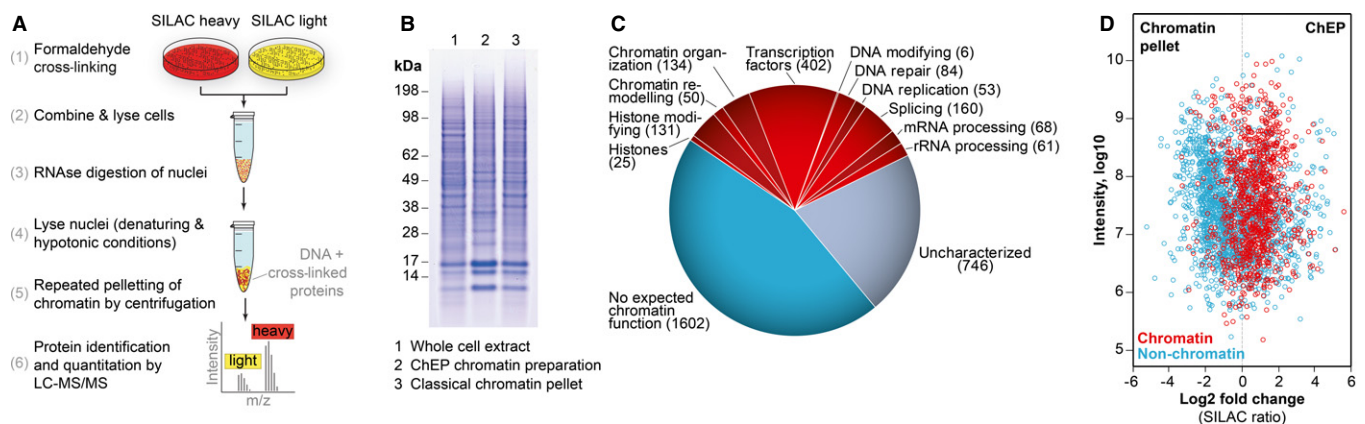 A
SILAC heavy
SILAC light
(1)
Formaldehyde
cross-linking
(2)
Combine & lyse cells
(3)
RNAse digestion of nuclei
(4)
Lyse nuclei (denaturing &
hypotonic conditions)
DNA +
cross-linked
proteins
(5)
Repeated pelletting of
chromatin by centrifugation
(6)
Protein identification
and quantitation by
LC-MS/MS
Intensity
light
heavy
m/z
B
1 2 3
kDa
198
98
62
49
38
28
17
14
1 Whole cell extract
2 ChEP chromatin preparation
3 Classical chromatin pellet
C
Chromatin organ-
ization (134)
Chromatin re-
modelling (50)
Histone modi-
fying (131)
Histones
(25)
Transcription
factors (402)
DNA modifying (6)
DNA repair (84)
DNA replication (53)
Splicing (160)
mRNA processing (68)
rRNA processing (61)
Uncharacterized
(746)
No expected
chromatin
function (1602)
D
Chromatin
pellet
ChEP
Intensity, log10
10
9
8
7
6
5
Chromatin
Non-chromatin
-6 -4 -2 0 2 4 6
Log2 fold change
(SILAC ratio)